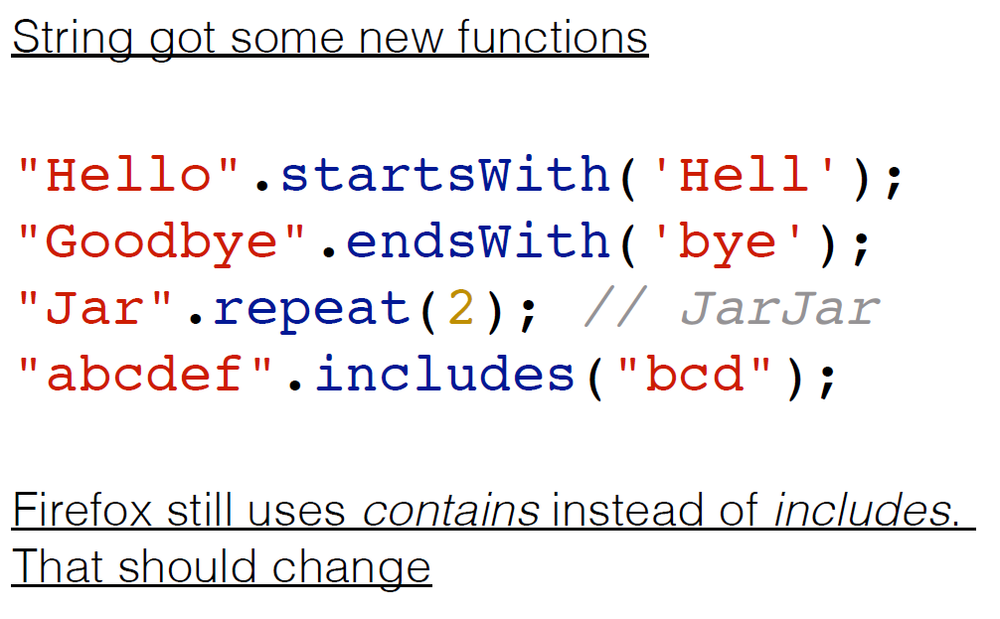 String got some new functions
"Hello".startsWith('Hell');
"Goodbye".endsWith('bye');
"Jar".repeat(2); // JarJar
"abcdef".includes("bcd");
Firefox still uses contains instead of includes.
That should change